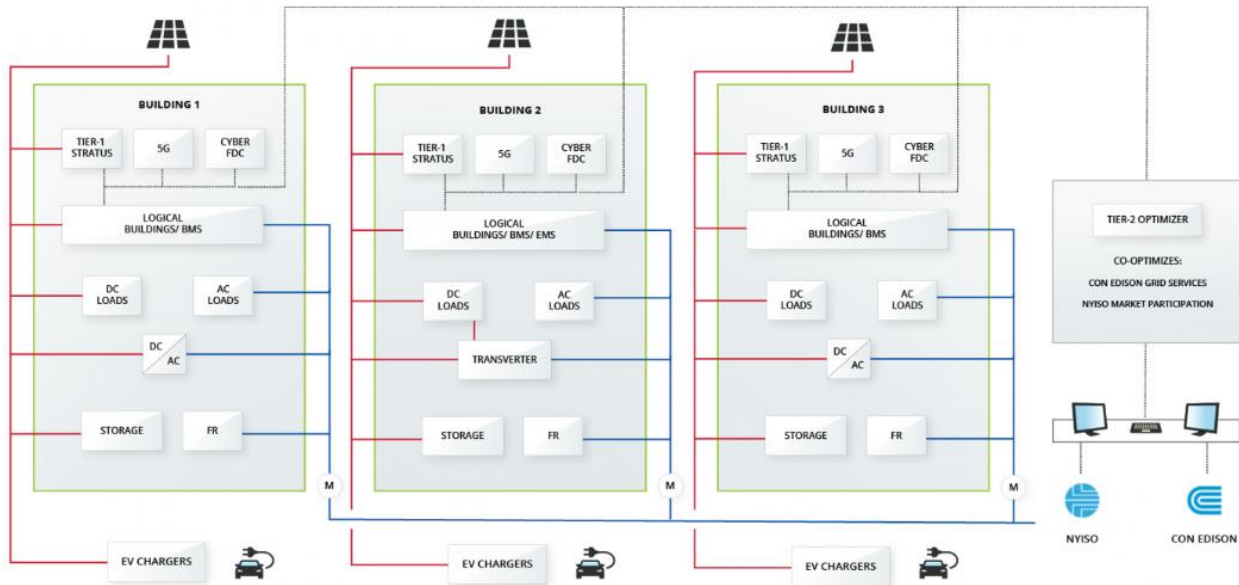 BUILDING 1
TIER-1
STRATUS
5G
CYBER
FDC
LOGICAL
BUILDINGS/ BMS
DC
LOADS
AC
LOADS
DC
AC
STORAGE
FR
M
EV CHARGERS
BUILDING 2
TIER-1
STRATUS
5G
CYBER
FDC
LOGICAL
BUILDINGS/ BMS/ EMS
DC
LOADS
AC
LOADS
TRANSVERTER
STORAGE
FR
M
EV CHARGERS
BUILDING 3
TIER-1
STRATUS
5G
CYBER
FDC
LOGICAL
BUILDINGS/ BMS
DC
LOADS
AC
LOADS
DC
AC
STORAGE
FR
M
EV CHARGERS
TIER-2 OPTIMIZER
CO-OPTIMIZES:
CON EDISON GRID SERVICES
NYISO MARKET PARTICIPATION
NYISO
CON EDISON